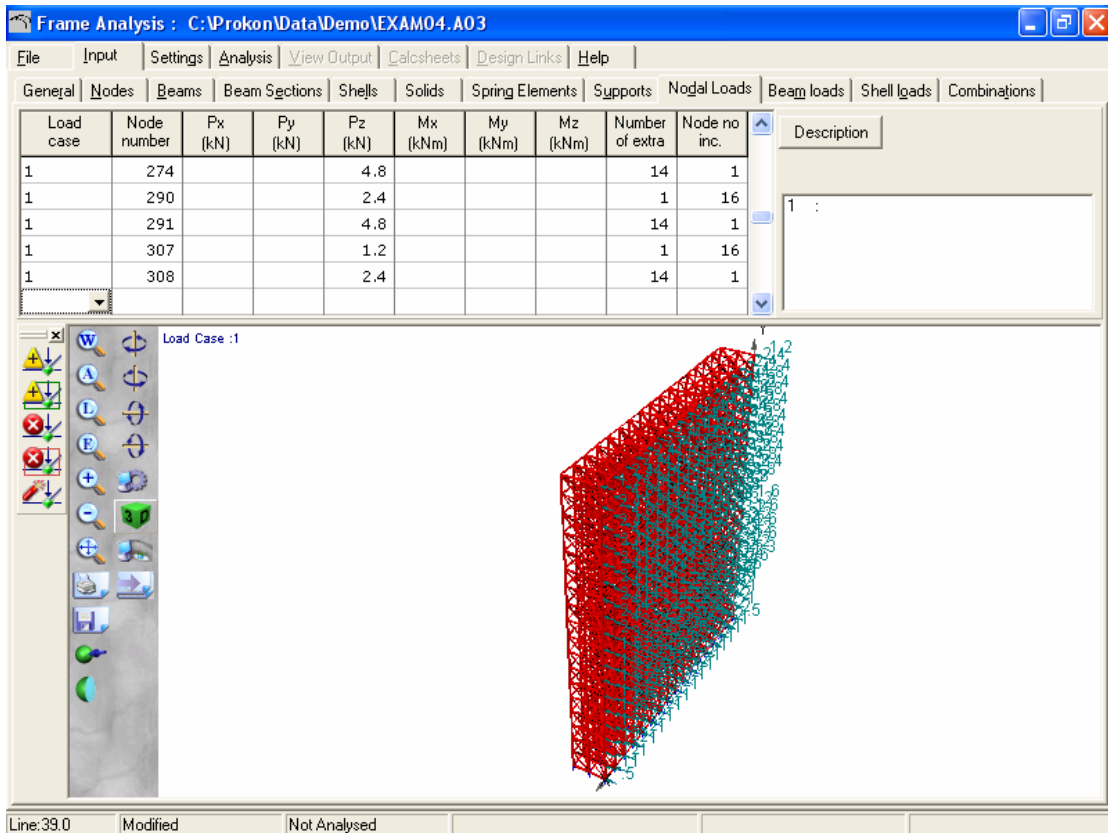 Frame Analysis : C:\Prokon\Data\Demo\EXAM04.A03
File Input Settings Analysis View Output Calcsheets Design Links Help
General Nodes Beams Beam Sections Shells Solids Spring Elements Supports Nodal Loads Beam loads Shell loads Combinations
Load case Node number Px (kN) Py (kN) Pz (kN) Mx (kNm) My (kNm) Mz (kNm) Number of extra Node no inc.
Description
1 274 4.8 14 1
1 290 2.4 1 16
1 :
1 291 4.8 14 1
1 307 1.2 1 16
1 308 2.4 14 1
Load Case :1
W
A
L
E
3D
Y
.5
Line:39.0 Modified Not Analysed